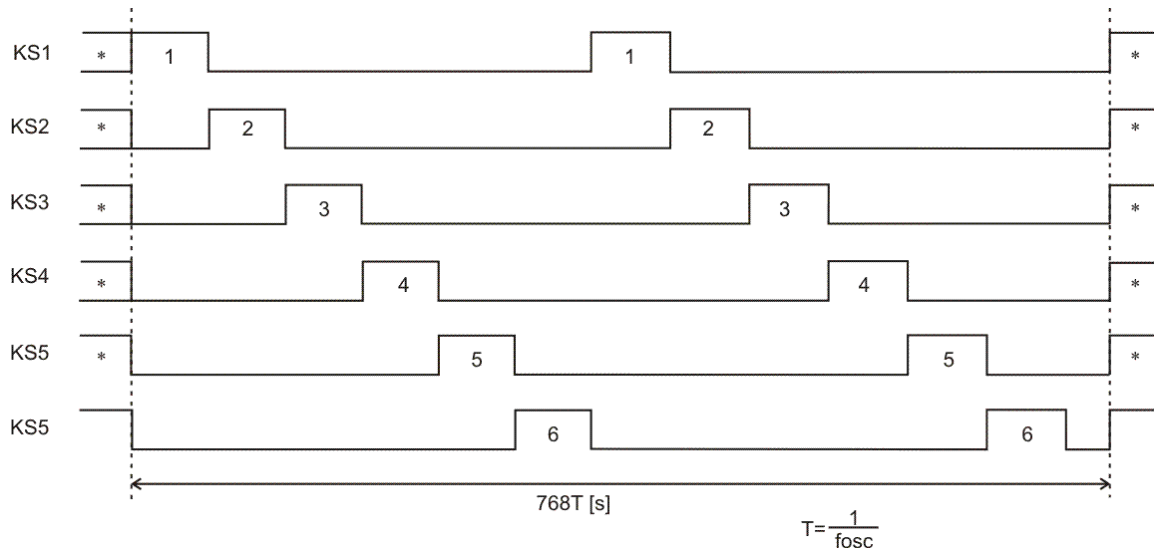 KS1 * 1 1 *
KS2 * 2 2 *
KS3 * 3 3 *
KS4 * 4 4 *
KS5 * 5 5 *
KS5 6 6
768T [s]
T= 1
fosc